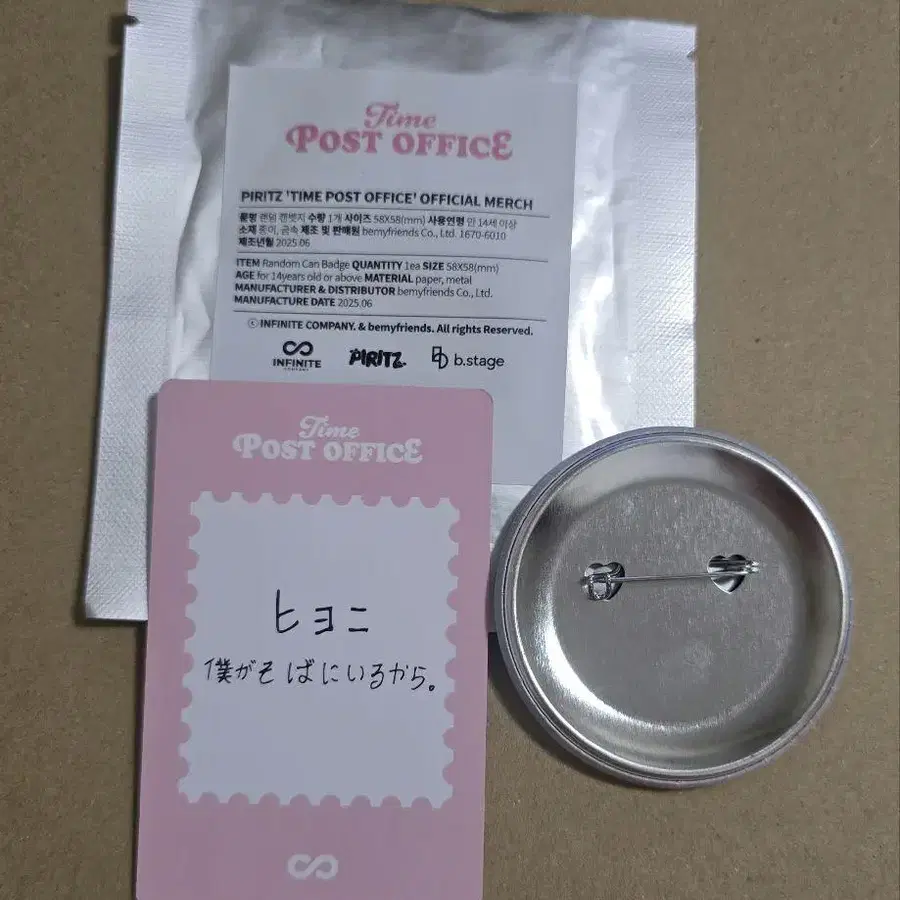 Time
POST OFFICE
PIRITZ 'TIME POST OFFICE' OFFICIAL MERCH
품명 랜덤 캔뱃지 수량 1개 사이즈 58X58(mm) 사용연령 만 14세 이상
소재 종이, 금속 제조 및 판매원 bemyfriends Co., Ltd. 1670-6010
제조년월 2025.06
ITEM Random Can Badge QUANTITY 1ea SIZE 58X58(mm)
AGE for 14years old or above MATERIAL paper, metal
MANUFACTURER & DISTRIBUTOR bemyfriends Co., Ltd.
MANUFACTURE DATE 2025.06
ⓒ INFINITE COMPANY. & bemyfriends. All rights Reserved.
INFINITE COMPANY PIRITZ b.stage
Time
POST OFFICE
ヒョニ
僕がそばにいるから。